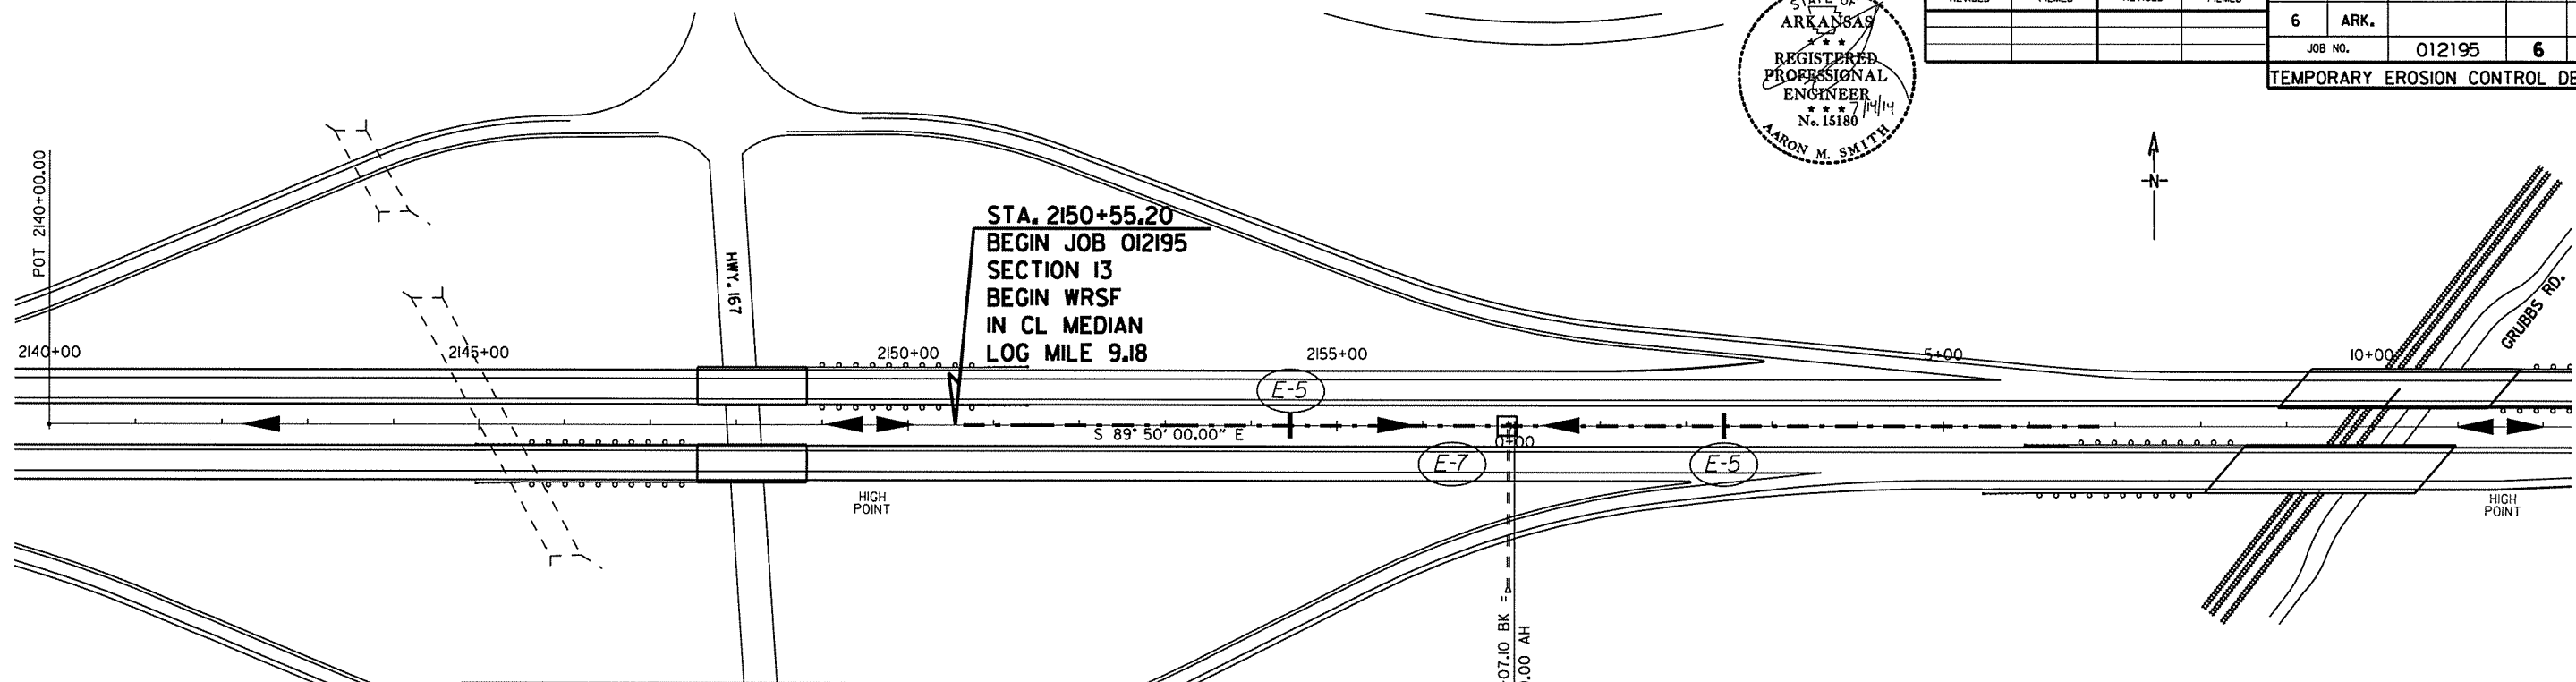 STATE OF
ARKANSAS
* * *
REGISTERED
PROFESSIONAL
ENGINEER
* * *
7/14/14
No. 15180
AARON M. SMITH
6 ARK.
JOB NO. 012195 6
TEMPORARY EROSION CONTROL DE
-N-
POT 2140+00.00
HWY. 167
STA. 2150+55.20
BEGIN JOB 012195
SECTION 13
BEGIN WRSF
IN CL MEDIAN
LOG MILE 9.18
GRUBBS RD.
2140+00
2145+00
2150+00
2155+00
5+00
10+00
E-5
S 89° 50' 00.00" E
0+00
E-7
E-5
HIGH
POINT
HIGH
POINT
+07.10 BK =
0.00 AH